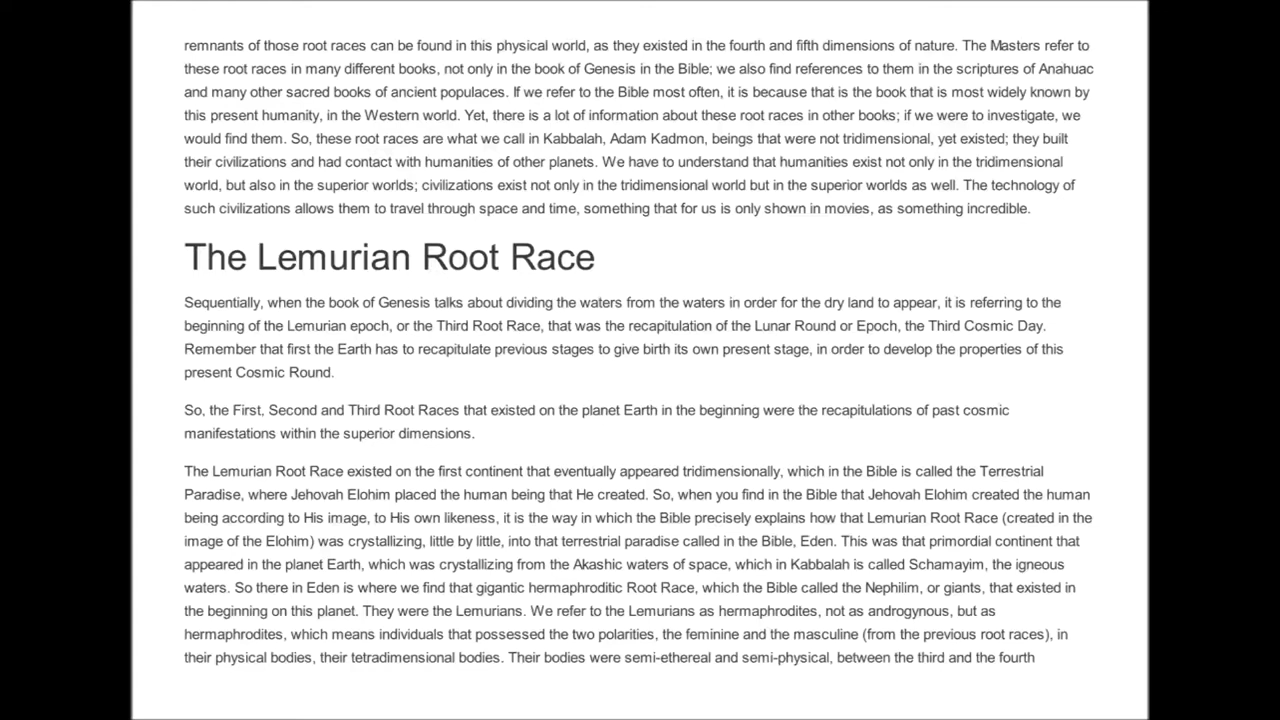 remnants of those root races can be found in this physical world, as they existed in the fourth and fifth dimensions of nature. The Masters refer to
these root races in many different books, not only in the book of Genesis in the Bible; we also find references to them in the scriptures of Anahuac
and many other sacred books of ancient populaces. If we refer to the Bible most often, it is because that is the book that is most widely known by
this present humanity, in the Western world. Yet, there is a lot of information about these root races in other books; if we were to investigate, we
would find them. So, these root races are what we call in Kabbalah, Adam Kadmon, beings that were not tridimensional, yet existed; they built
their civilizations and had contact with humanities of other planets. We have to understand that humanities exist not only in the tridimensional
world, but also in the superior worlds; civilizations exist not only in the tridimensional world but in the superior worlds as well. The technology of
such civilizations allows them to travel through space and time, something that for us is only shown in movies, as something incredible.
The Lemurian Root Race
Sequentially, when the book of Genesis talks about dividing the waters from the waters in order for the dry land to appear, it is referring to the
beginning of the Lemurian epoch, or the Third Root Race, that was the recapitulation of the Lunar Round or Epoch, the Third Cosmic Day.
Remember that first the Earth has to recapitulate previous stages to give birth its own present stage, in order to develop the properties of this
present Cosmic Round.
So, the First, Second and Third Root Races that existed on the planet Earth in the beginning were the recapitulations of past cosmic
manifestations within the superior dimensions.
The Lemurian Root Race existed on the first continent that eventually appeared tridimensionally, which in the Bible is called the Terrestrial
Paradise, where Jehovah Elohim placed the human being that He created. So, when you find in the Bible that Jehovah Elohim created the human
being according to His image, to His own likeness, it is the way in which the Bible precisely explains how that Lemurian Root Race (created in the
image of the Elohim) was crystallizing, little by little, into that terrestrial paradise called in the Bible, Eden. This was that primordial continent that
appeared in the planet Earth, which was crystallizing from the Akashic waters of space, which in Kabbalah is called Schamayim, the igneous
waters. So there in Eden is where we find that gigantic hermaphroditic Root Race, which the Bible called the Nephilim, or giants, that existed in
the beginning on this planet. They were the Lemurians. We refer to the Lemurians as hermaphrodites, not as androgynous, but as
hermaphrodites, which means individuals that possessed the two polarities, the feminine and the masculine (from the previous root races), in
their physical bodies, their tetradimensional bodies. Their bodies were semi-ethereal and semi-physical, between the third and the fourth